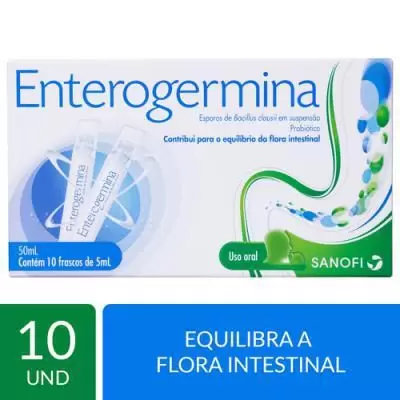 Enterogermina
Esporos de Bacillus clausii em suspensão
Probiótico
Contribui para o equilíbrio da flora intestinal
Enterogermina
Enterogermina
50mL
Contém 10 frascos de 5mL
Uso oral
SANOFI
10
UND
EQUILIBRA A
FLORA INTESTINAL